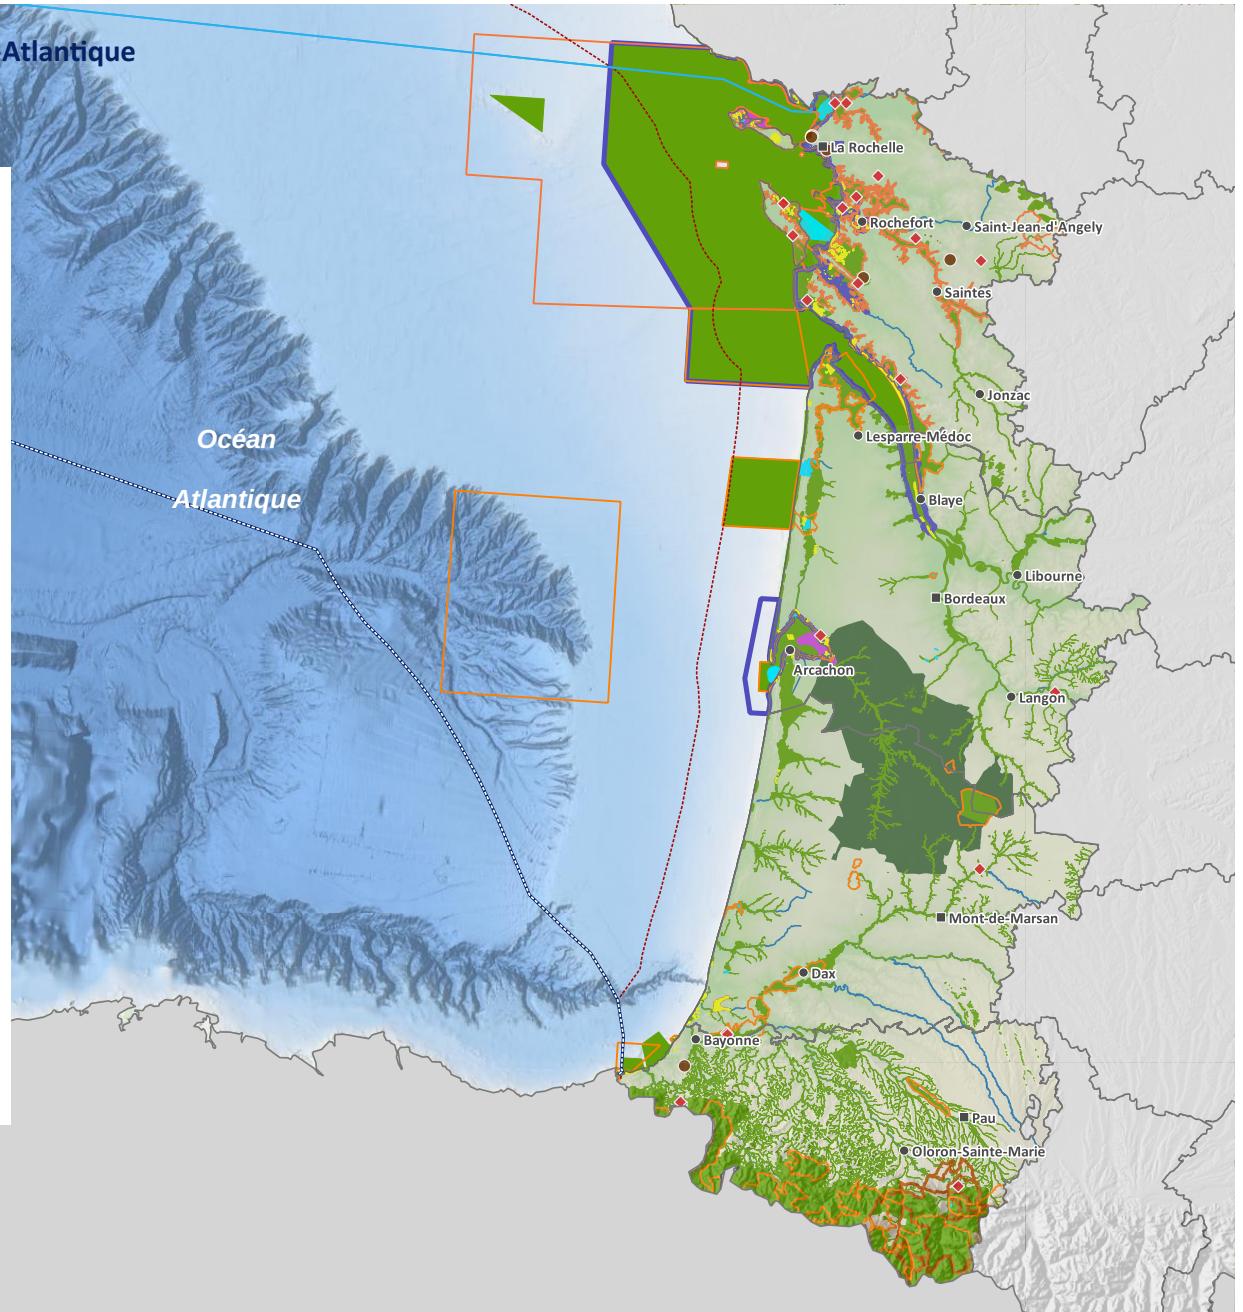 Atlantique
La Rochelle
Rochefort
Saint-Jean-d'Angely
Saintes
Jonzac
Océan
Lesparre-Médoc
Atlantique
Blaye
Libourne
Bordeaux
Arcachon
Langon
Mont-de-Marsan
Dax
Bayonne
Pau
Oloron-Sainte-Marie